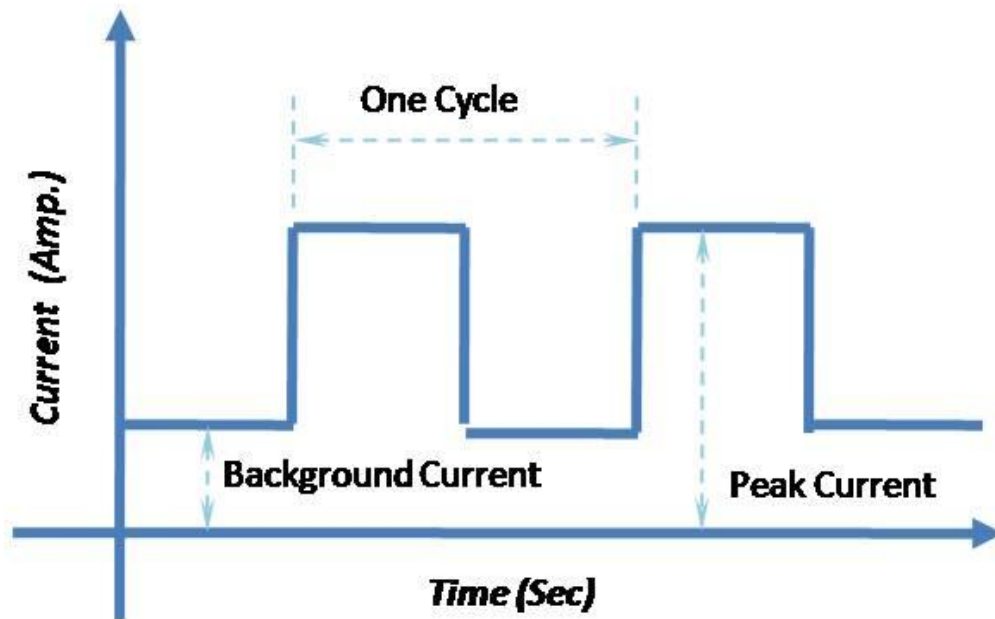 One Cycle
Current (Amp.)
Background Current
Peak Current
Time (Sec)